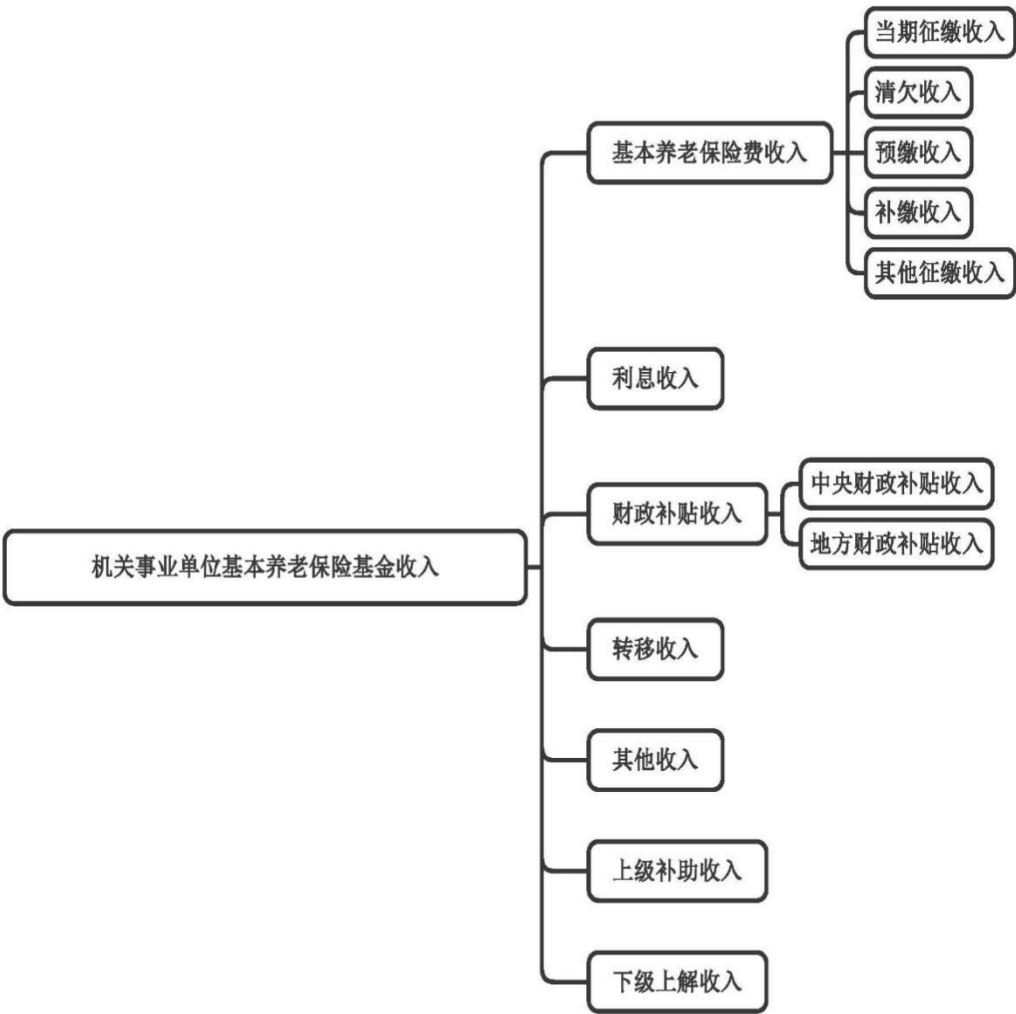 机关事业单位基本养老保险基金收入
基本养老保险费收入
当期征缴收入
清欠收入
预缴收入
补缴收入
其他征缴收入
利息收入
财政补贴收入
中央财政补贴收入
地方财政补贴收入
转移收入
其他收入
上级补助收入
下级上解收入